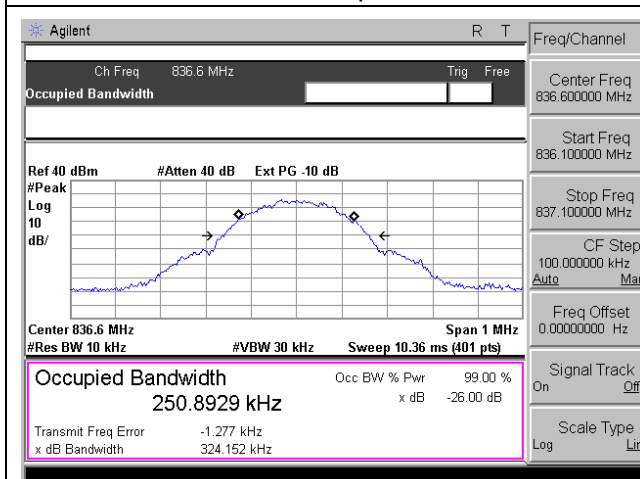 Agilent R T
Freq/Channel
Ch Freq 836.6 MHz Trig Free
Occupied Bandwidth
Center Freq
836.600000 MHz
Start Freq
836.100000 MHz
Ref 40 dBm #Atten 40 dB Ext PG -10 dB
#Peak
Log
10
dB/
Stop Freq
837.100000 MHz
CF Step
100.000000 kHz
Auto Man
Freq Offset
0.00000000 Hz
Center 836.6 MHz Span 1 MHz
#Res BW 10 kHz #VBW 30 kHz Sweep 10.36 ms (401 pts)
Occupied Bandwidth Occ BW % Pwr 99.00 %
250.8929 kHz x dB -26.00 dB
Transmit Freq Error -1.277 kHz
x dB Bandwidth 324.152 kHz
Signal Track
On Off
Scale Type
Log Lin